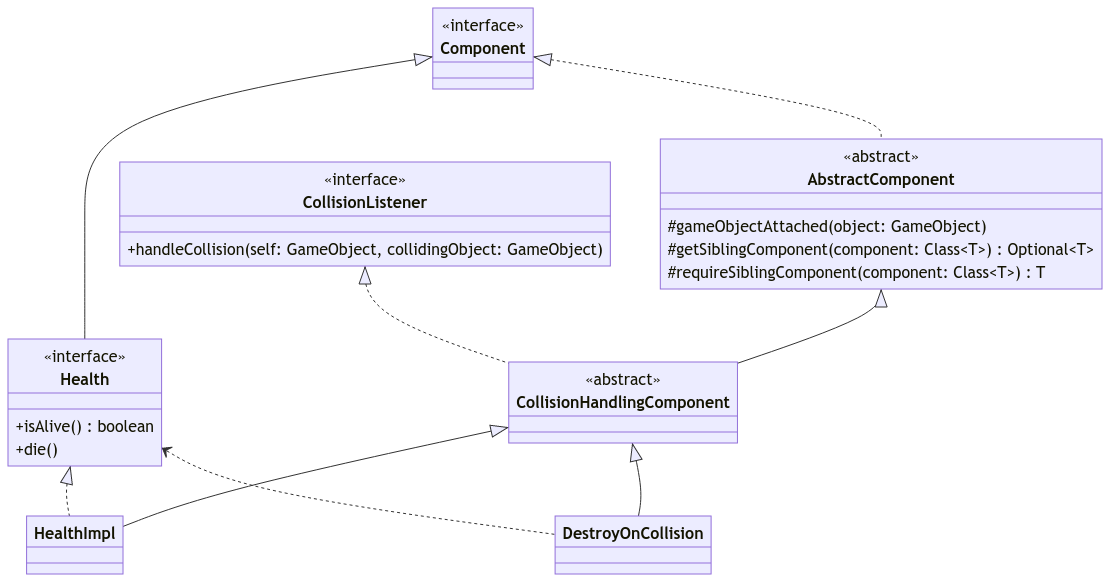 «interface»
Component
«abstract»
AbstractComponent
#gameObjectAttached(object: GameObject)
#getSiblingComponent(component: Class<T>) : Optional<T>
#requireSiblingComponent(component: Class<T>) : T
«interface»
CollisionListener
+handleCollision(self: GameObject, collidingObject: GameObject)
«interface»
Health
+isAlive() : boolean
+die()
«abstract»
CollisionHandlingComponent
HealthImpl
DestroyOnCollision